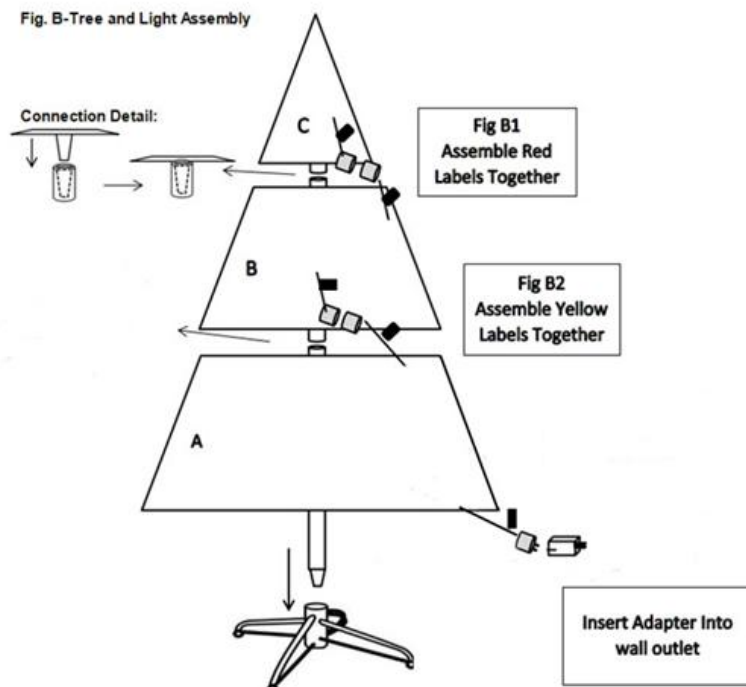 Fig. B-Tree and Light Assembly
Connection Detail:
C
Fig B1
Assemble Red
Labels Together
B
Fig B2
Assemble Yellow
Labels Together
A
Insert Adapter Into
wall outlet